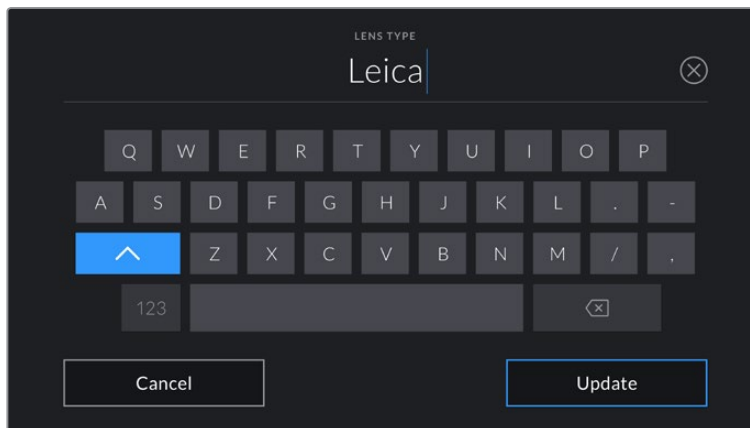 LENS TYPE
Leica
Q W E R T Y U I O P
A S D F G H J K L . -
Z X C V B N M / ,
123
Cancel Update